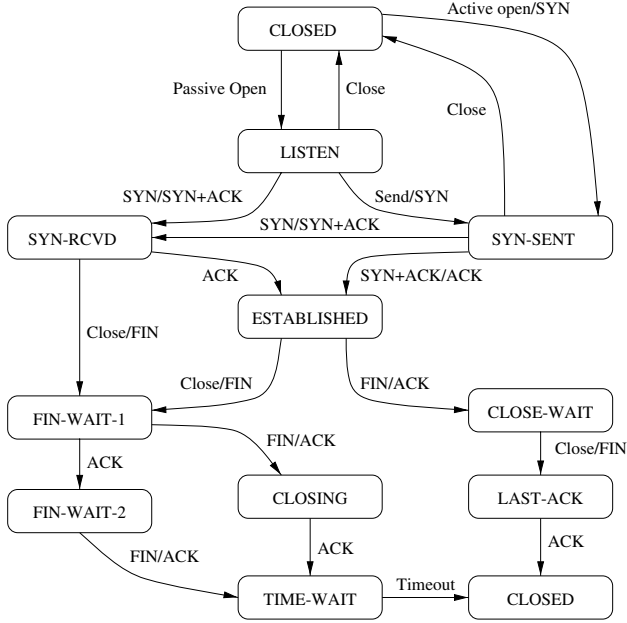 Active open/SYN
CLOSED
Passive Open
Close
Close
LISTEN
SYN/SYN+ACK
Send/SYN
SYN/SYN+ACK
SYN-RCVD
SYN-SENT
ACK
SYN+ACK/ACK
ESTABLISHED
Close/FIN
Close/FIN
FIN/ACK
FIN-WAIT-1
CLOSE-WAIT
FIN/ACK
Close/FIN
ACK
CLOSING
LAST-ACK
FIN-WAIT-2
ACK
ACK
FIN/ACK
Timeout
TIME-WAIT
CLOSED